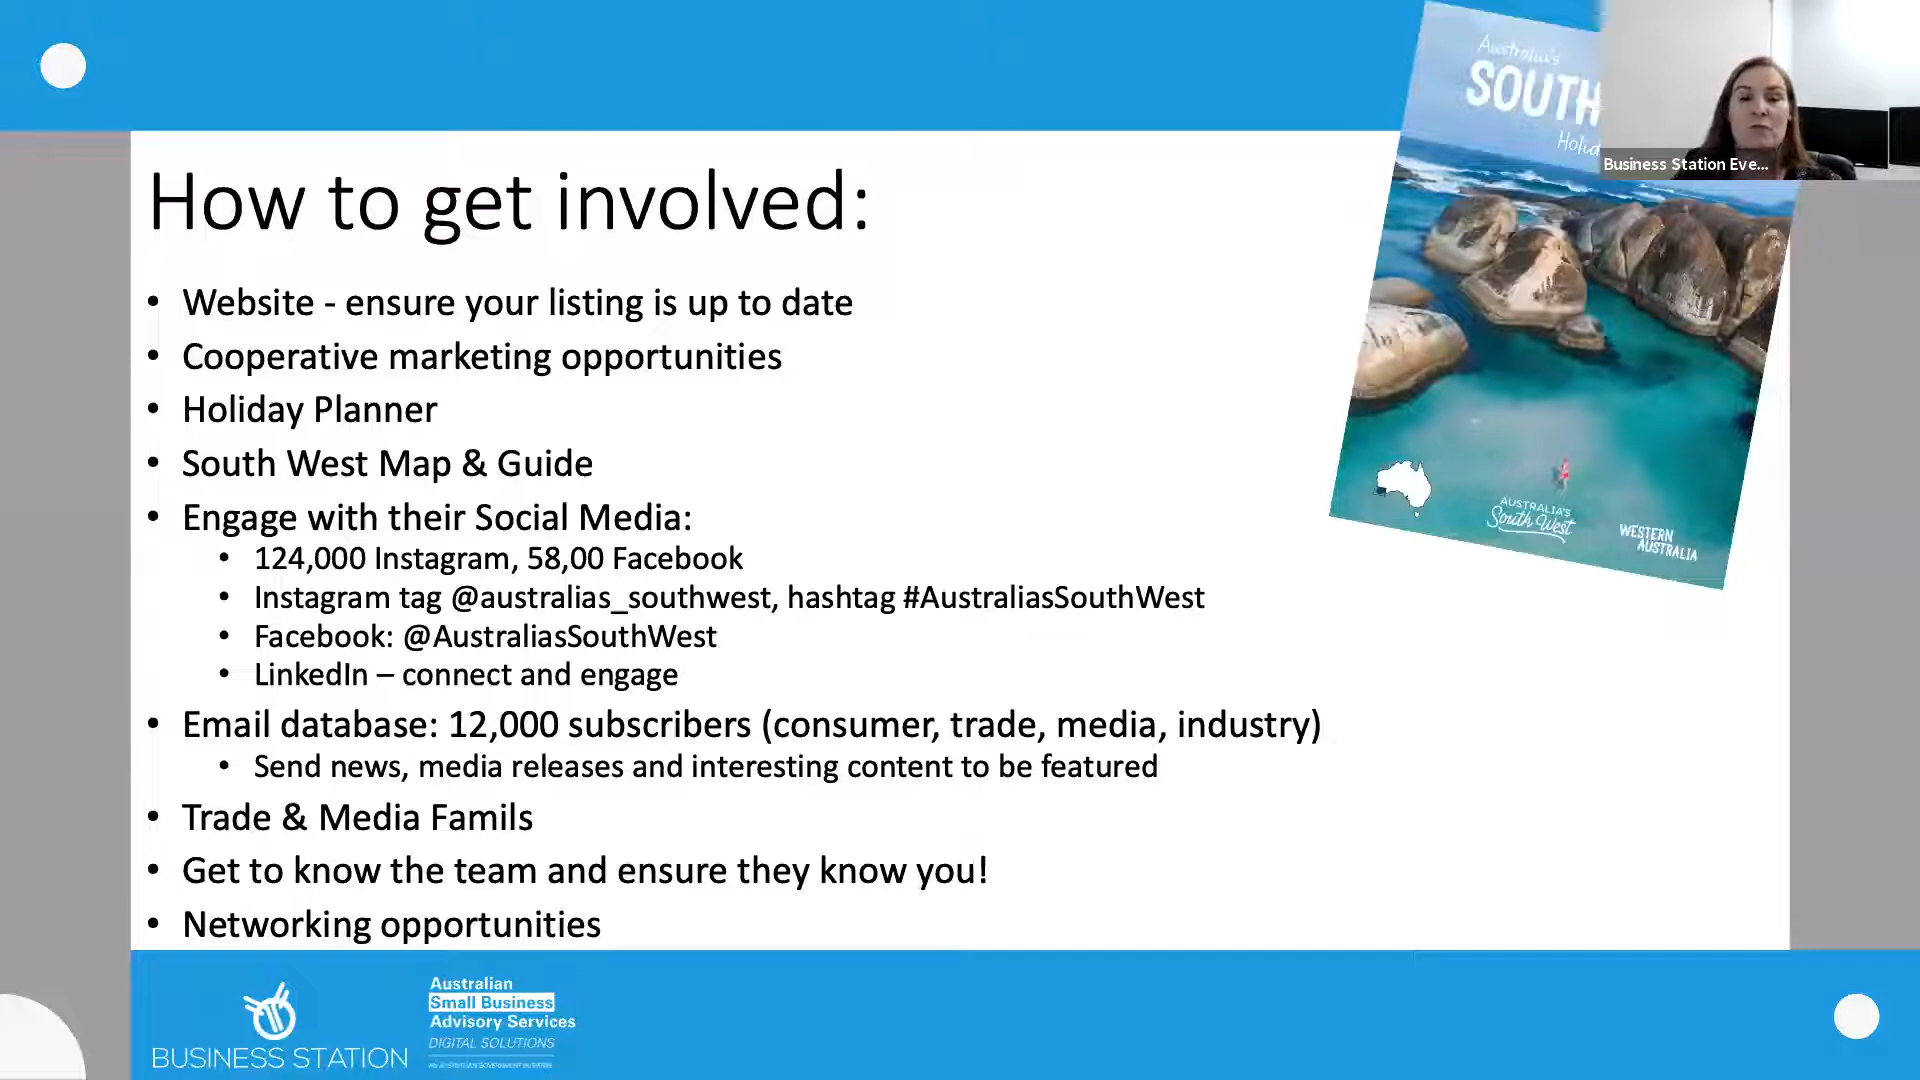 Australia's
SOUTH
Business Station Eve...
How to get involved:
• Website - ensure your listing is up to date
• Cooperative marketing opportunities
• Holiday Planner
• South West Map & Guide
• Engage with their Social Media:
• 124,000 Instagram, 58,00 Facebook
• Instagram tag @australias_southwest, hashtag #AustraliasSouthWest
• Facebook: @AustraliasSouthWest
• LinkedIn – connect and engage
• Email database: 12,000 subscribers (consumer, trade, media, industry)
• Send news, media releases and interesting content to be featured
• Trade & Media Famils
• Get to know the team and ensure they know you!
• Networking opportunities
AUSTRALIA'S
South West
WESTERN
AUSTRALIA
BUSINESS STATION
Australian
Small Business
Advisory Services
DIGITAL SOLUTIONS